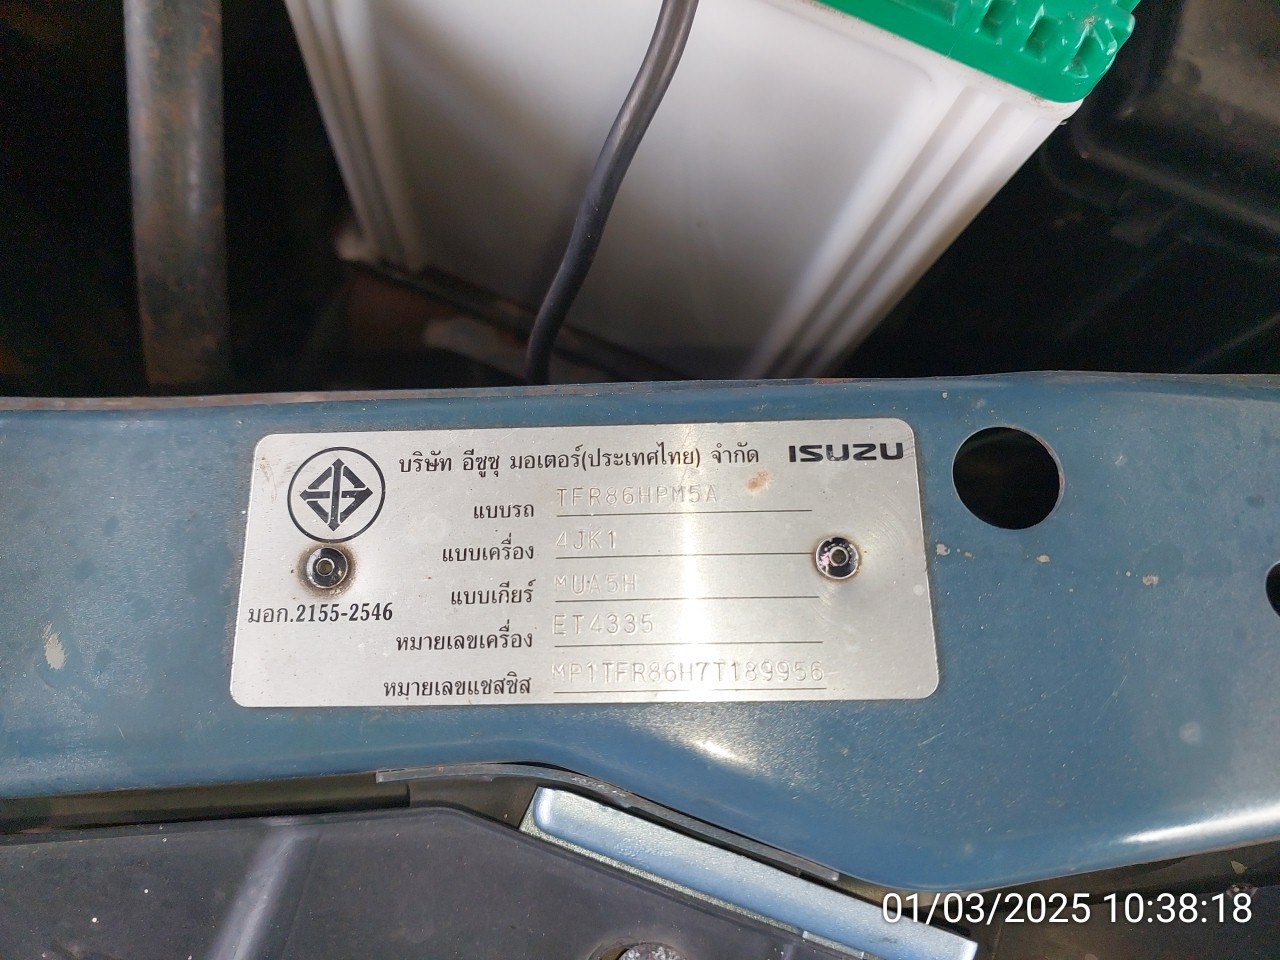 บริษัท อีซูซุ มอเตอร์(ประเทศไทย) จำกัด ISUZU
แบบรถ TFR86HPM5A
แบบเครื่อง 4JK1
แบบเกียร์ MUA5H
มอก.2155-2546
หมายเลขเครื่อง ET4335
หมายเลขแชสซิส MP1TFR86H7T189956
01/03/2025 10:38:18